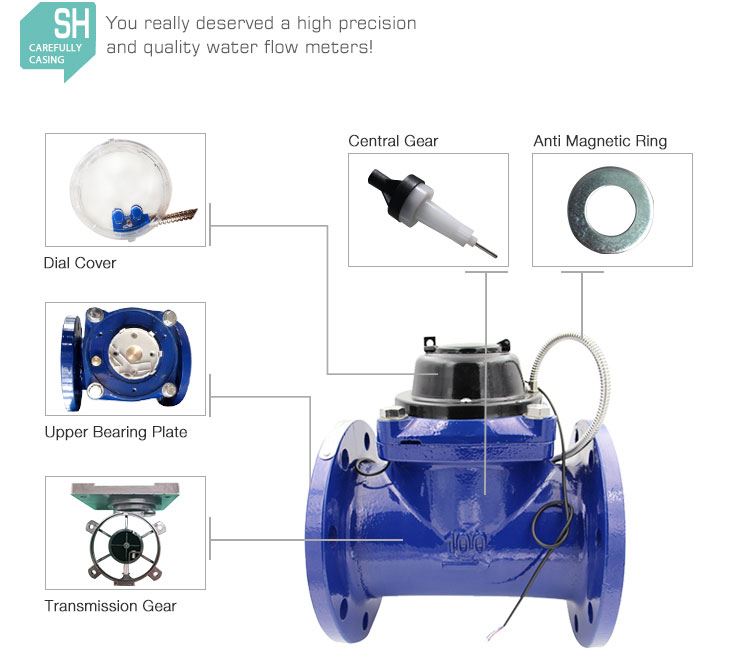 SH
CAREFULLY
CASING
You really deserved a high precision
and quality water flow meters!
Central Gear
Anti Magnetic Ring
Dial Cover
Upper Bearing Plate
Transmission Gear
100